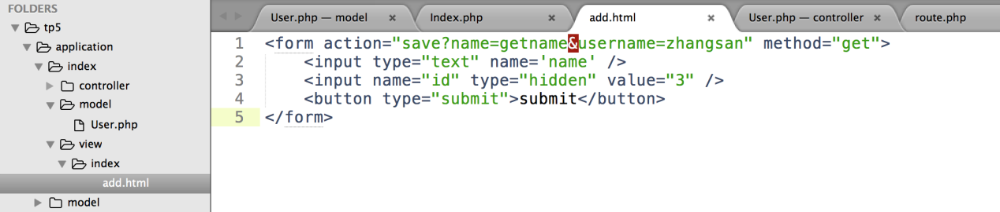 FOLDERS
tp5
application
index
controller
model
User.php
view
index
add.html
model
User.php — model × Index.php × add.html × User.php — controller × route.php
1 <form action="save?name=getname&username=zhangsan" method="get">
2 <input type="text" name='name' />
3 <input name="id" type="hidden" value="3" />
4 <button type="submit">submit</button>
5 </form>